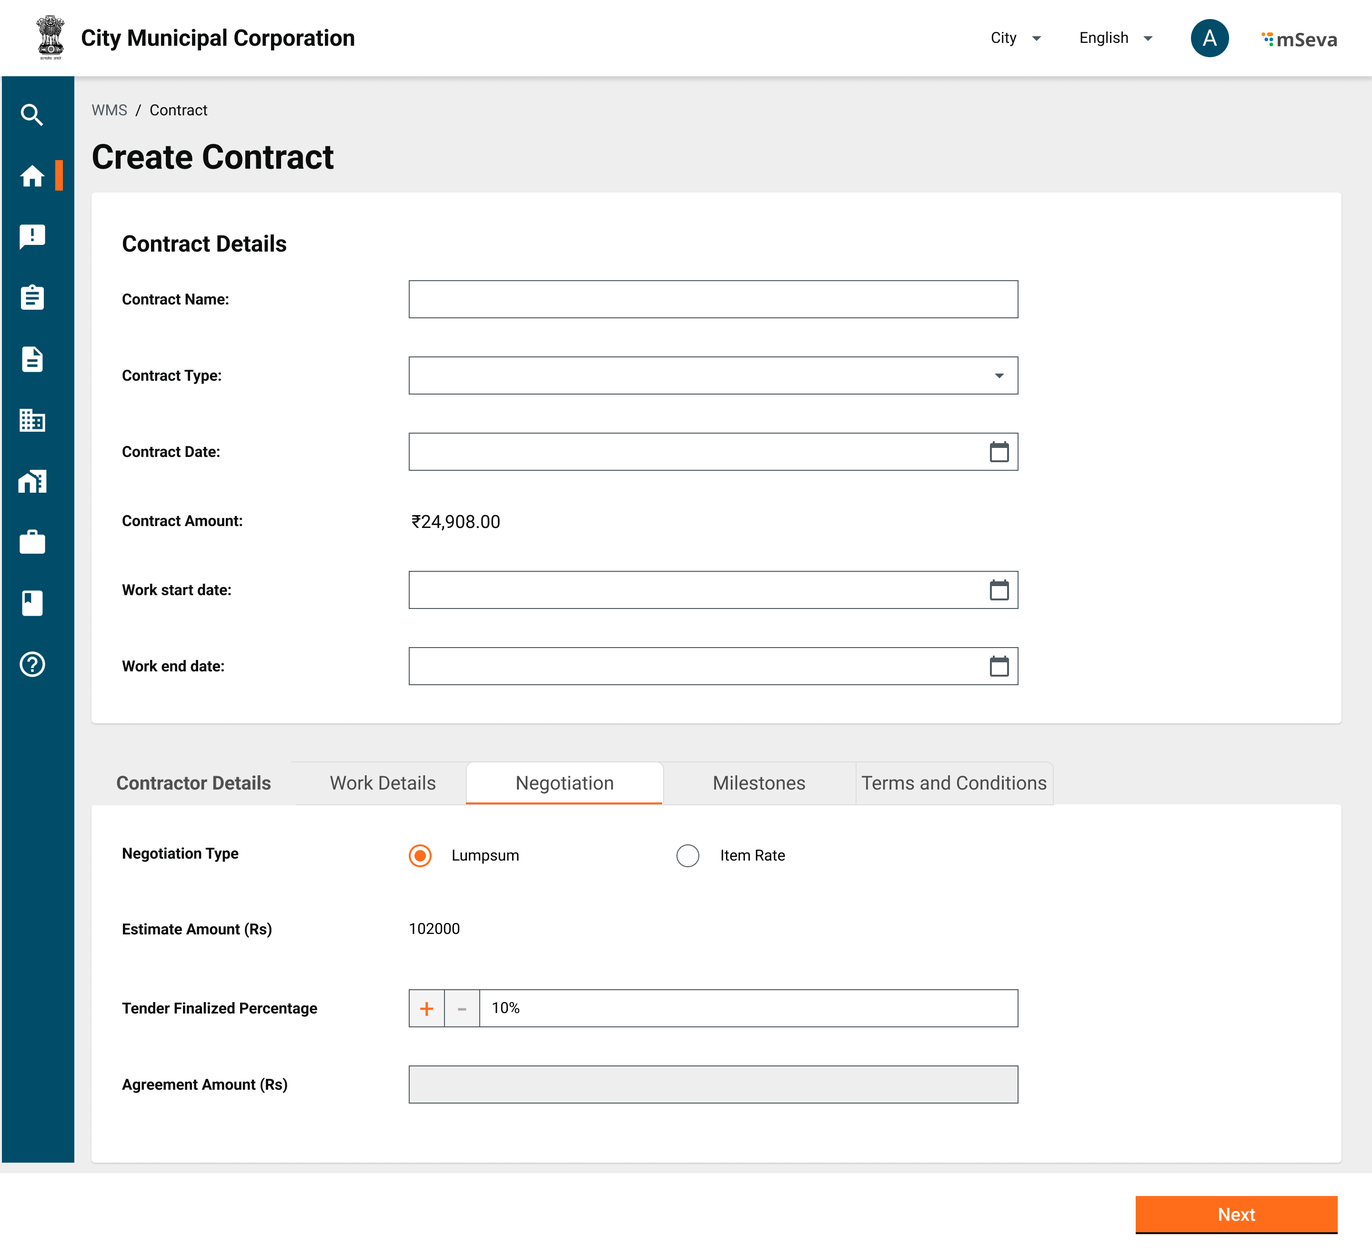 City Municipal Corporation
City
English
A
mSeva
WMS / Contract
Create Contract
Contract Details
Contract Name:
Contract Type:
Contract Date:
Contract Amount: ₹24,908.00
Work start date:
Work end date:
Contractor Details Work Details Negotiation Milestones Terms and Conditions
Negotiation Type Lumpsum Item Rate
Estimate Amount (Rs) 102000
Tender Finalized Percentage + - 10%
Agreement Amount (Rs)
Next